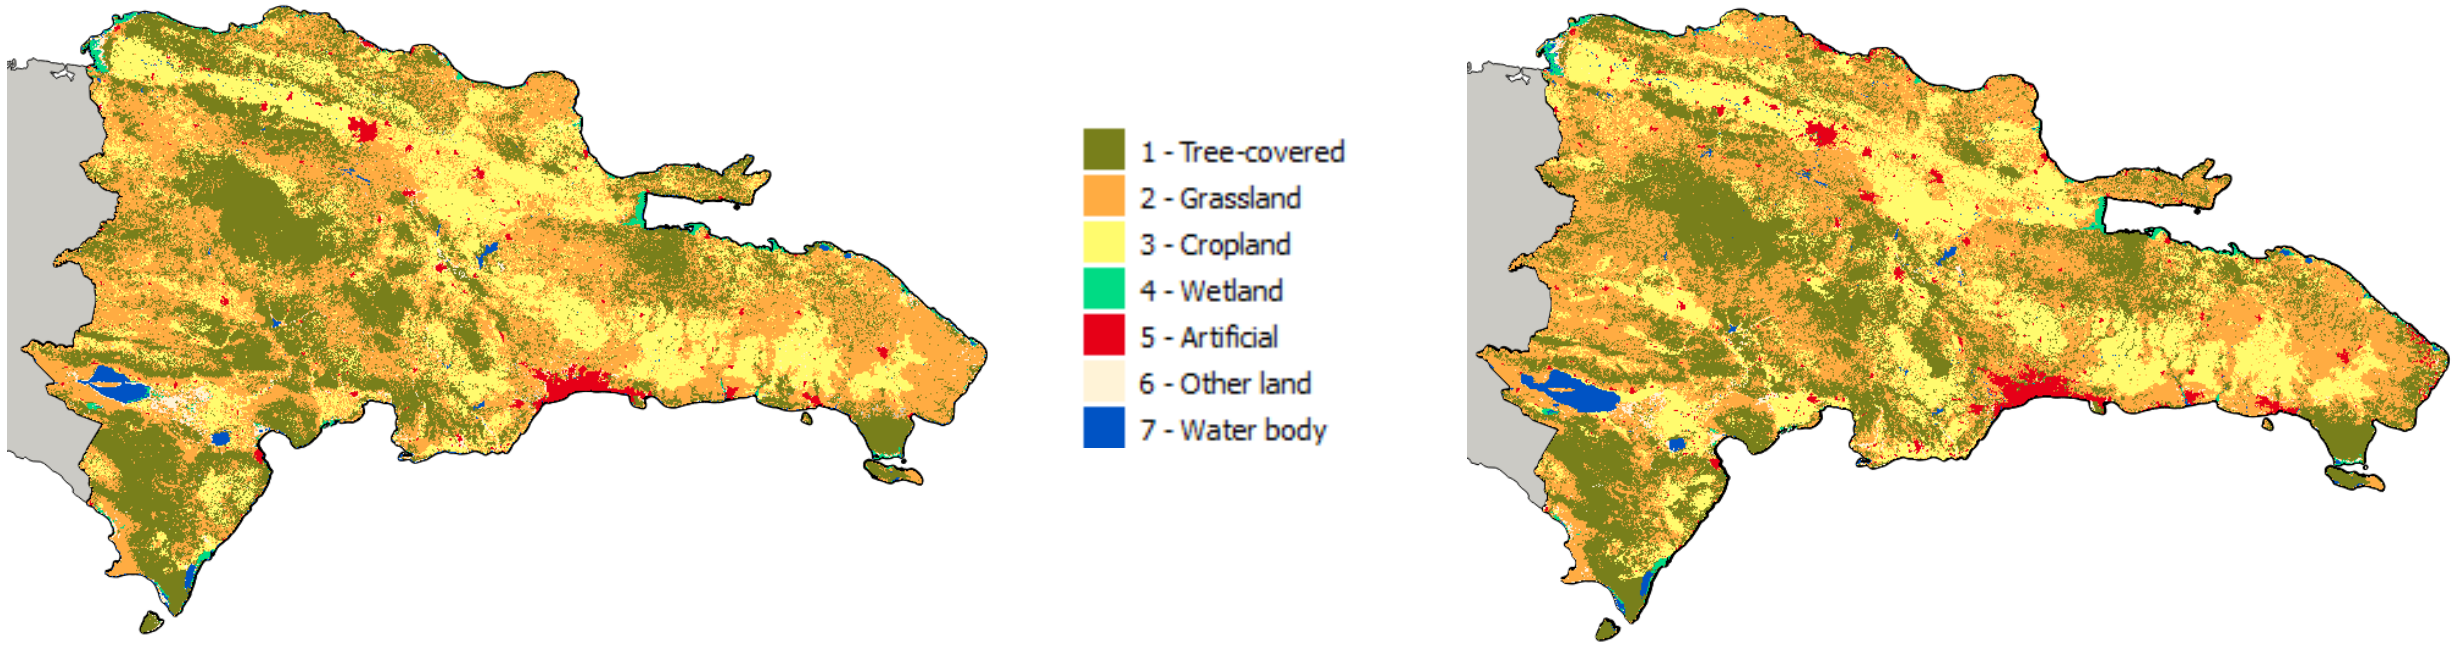 1 - Tree-covered
2 - Grassland
3 - Cropland
4 - Wetland
5 - Artificial
6 - Other land
7 - Water body